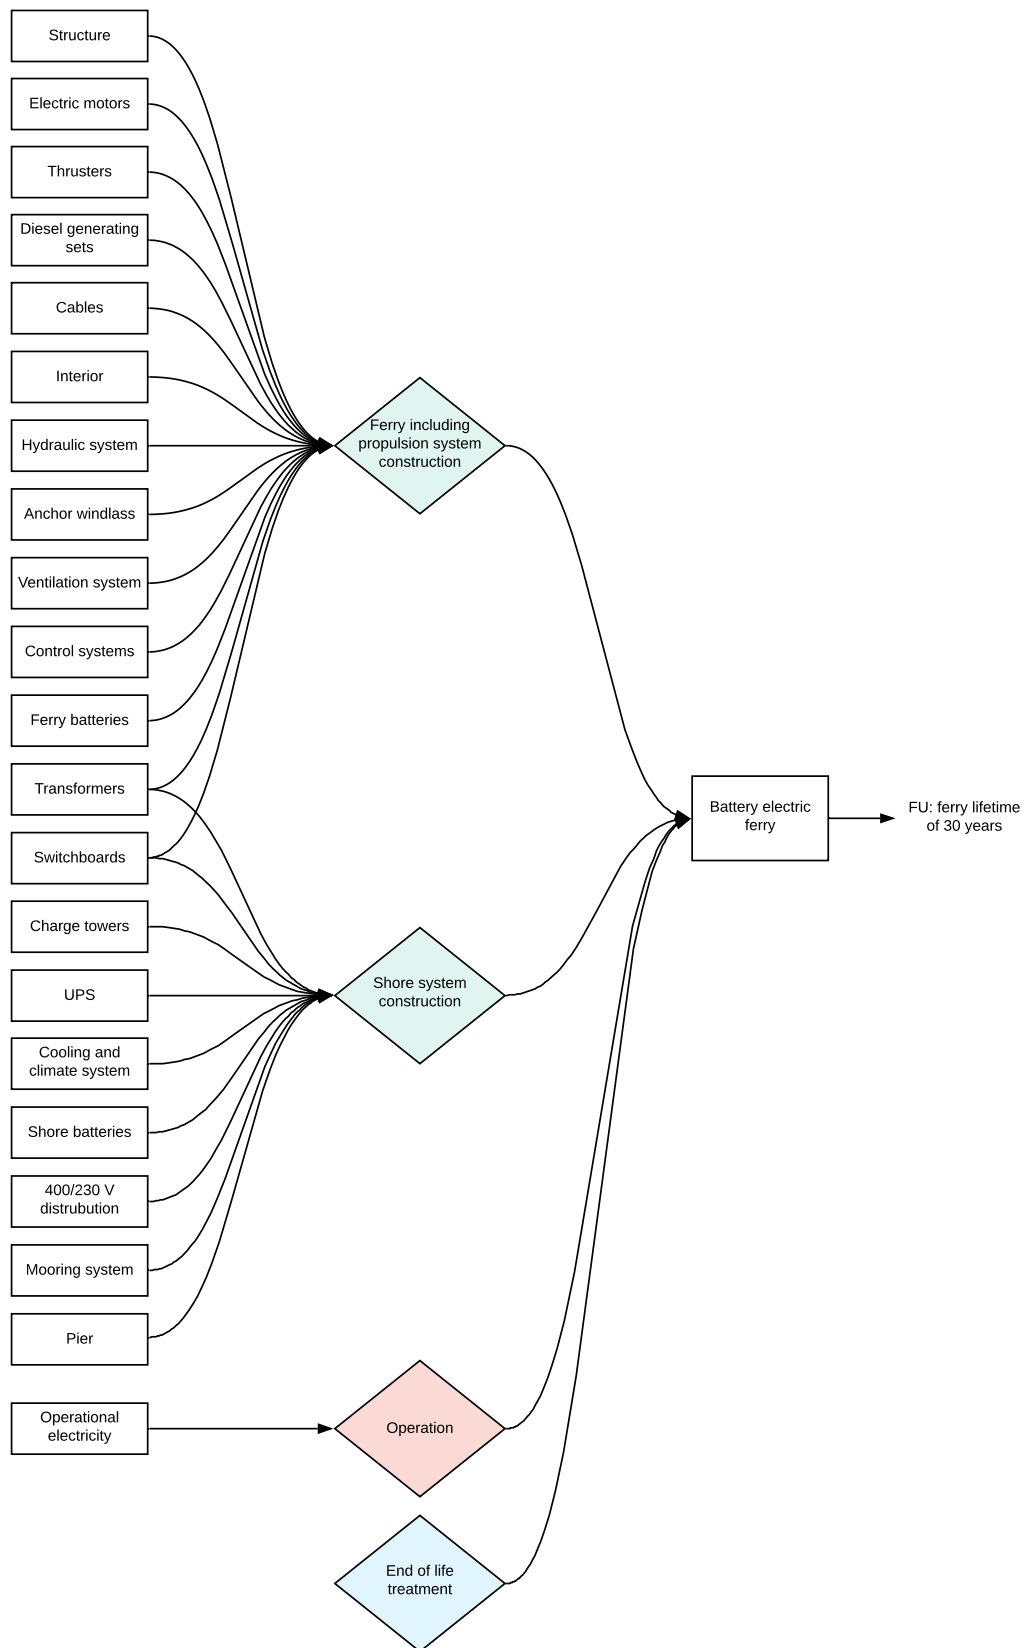 Structure
Electric motors
Thrusters
Diesel generating
sets
Cables
Interior
Hydraulic system
Anchor windlass
Ventilation system
Control systems
Ferry batteries
Transformers
Switchboards
Charge towers
UPS
Cooling and
climate system
Shore batteries
400/230 V
distrubution
Mooring system
Pier
Operational
electricity
Ferry including
propulsion system
construction
Shore system
construction
Operation
End of life
treatment
Battery electric
ferry
FU: ferry lifetime
of 30 years